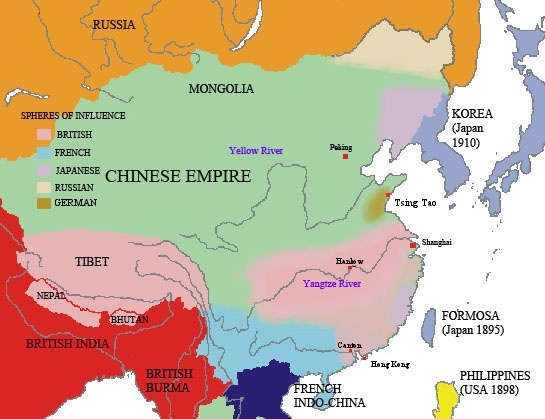 RUSSIA
MONGOLIA
SPHERES OF INFLUENCE
BRITISH
FRENCH
JAPANESE
RUSSIAN
GERMAN
KOREA
(Japan
1910)
Yellow River
Peking
CHINESE EMPIRE
Tsing Tao
Shanghai
TIBET
Hankow
Yangtze River
NEPAL
BHUTAN
FORMOSA
(Japan 1895)
BRITISH INDIA
Canton
Hong Kong
BRITISH
BURMA
FRENCH
INDO-CHINA
PHILIPPINES
(USA 1898)